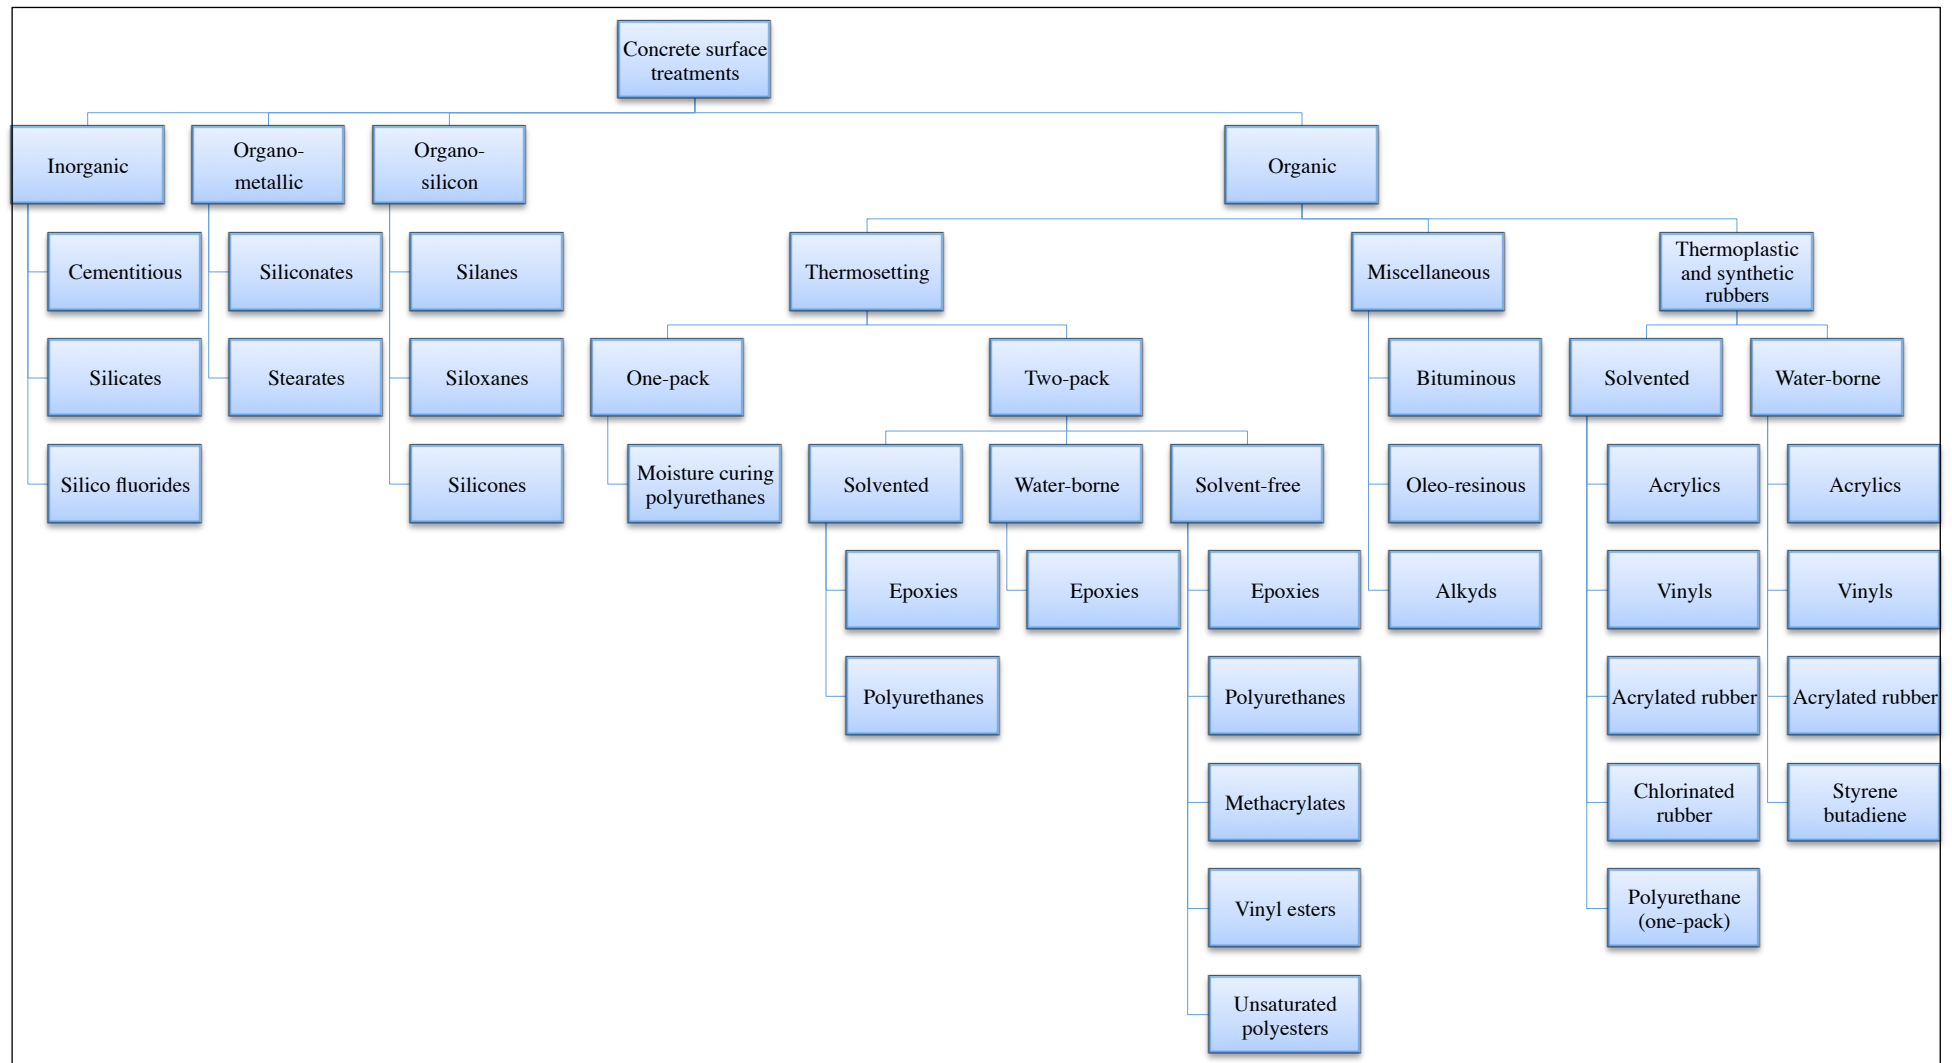 Concrete surface
treatments
Inorganic
Organo-
metallic
Organo-
silicon
Organic
Cementitious
Siliconates
Silanes
Thermosetting
Miscellaneous
Thermoplastic
and synthetic
rubbers
Silicates
Stearates
Siloxanes
One-pack
Two-pack
Bituminous
Solvented
Water-borne
Silico fluorides
Silicones
Moisture curing
polyurethanes
Solvented
Water-borne
Solvent-free
Oleo-resinous
Acrylics
Acrylics
Epoxies
Epoxies
Epoxies
Alkyds
Vinyls
Vinyls
Polyurethanes
Polyurethanes
Acrylated rubber
Acrylated rubber
Methacrylates
Chlorinated
rubber
Styrene
butadiene
Vinyl esters
Polyurethane
(one-pack)
Unsaturated
polyesters